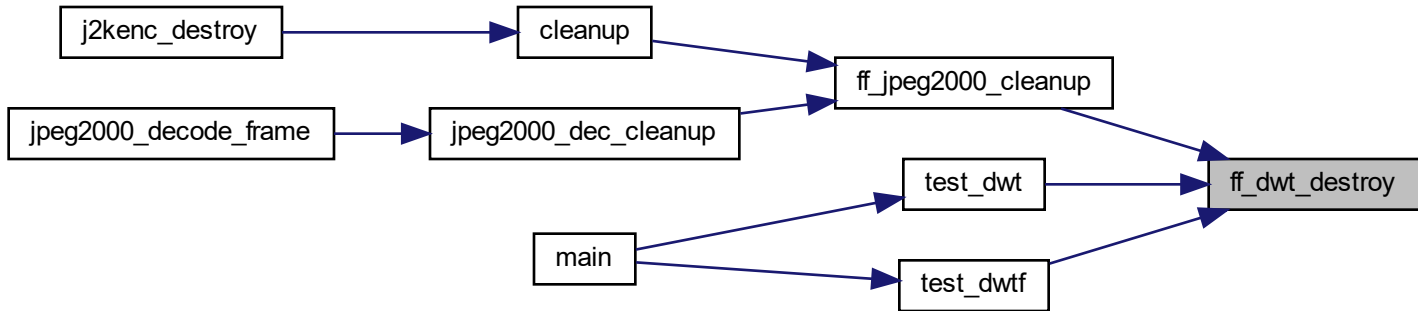 j2kenc_destroy
cleanup
ff_jpeg2000_cleanup
jpeg2000_decode_frame
jpeg2000_dec_cleanup
test_dwt
ff_dwt_destroy
main
test_dwtf